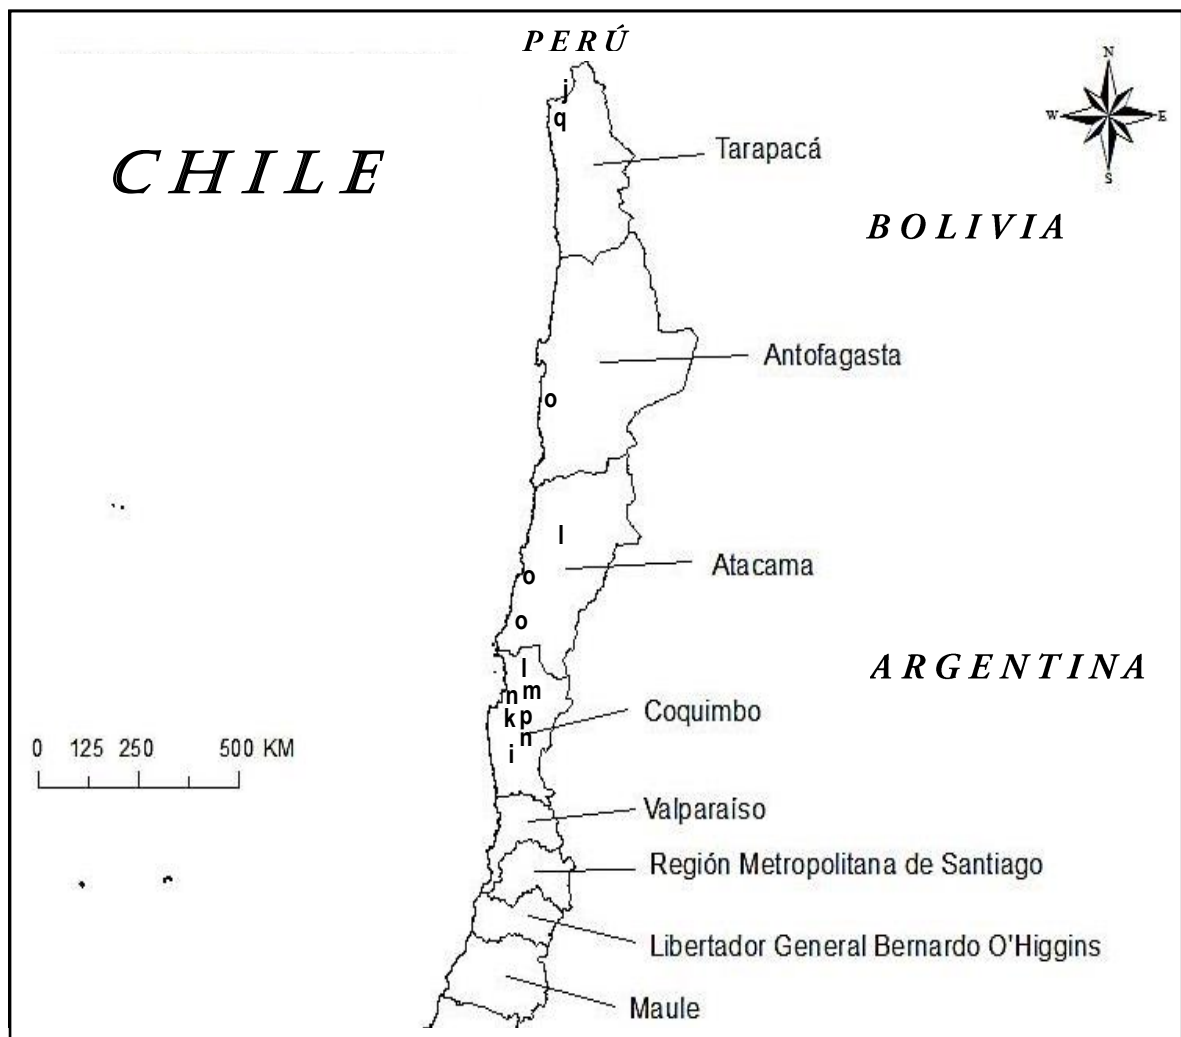 PERÚ
N
W E
S
j
q
CHILE
Tarapacá
BOLIVIA
Antofagasta
o
l
Atacama
o
o
ARGENTINA
l
m
n
k p
n
i
Coquimbo
0 125 250 500 KM
Valparaíso
Región Metropolitana de Santiago
Libertador General Bernardo O'Higgins
Maule